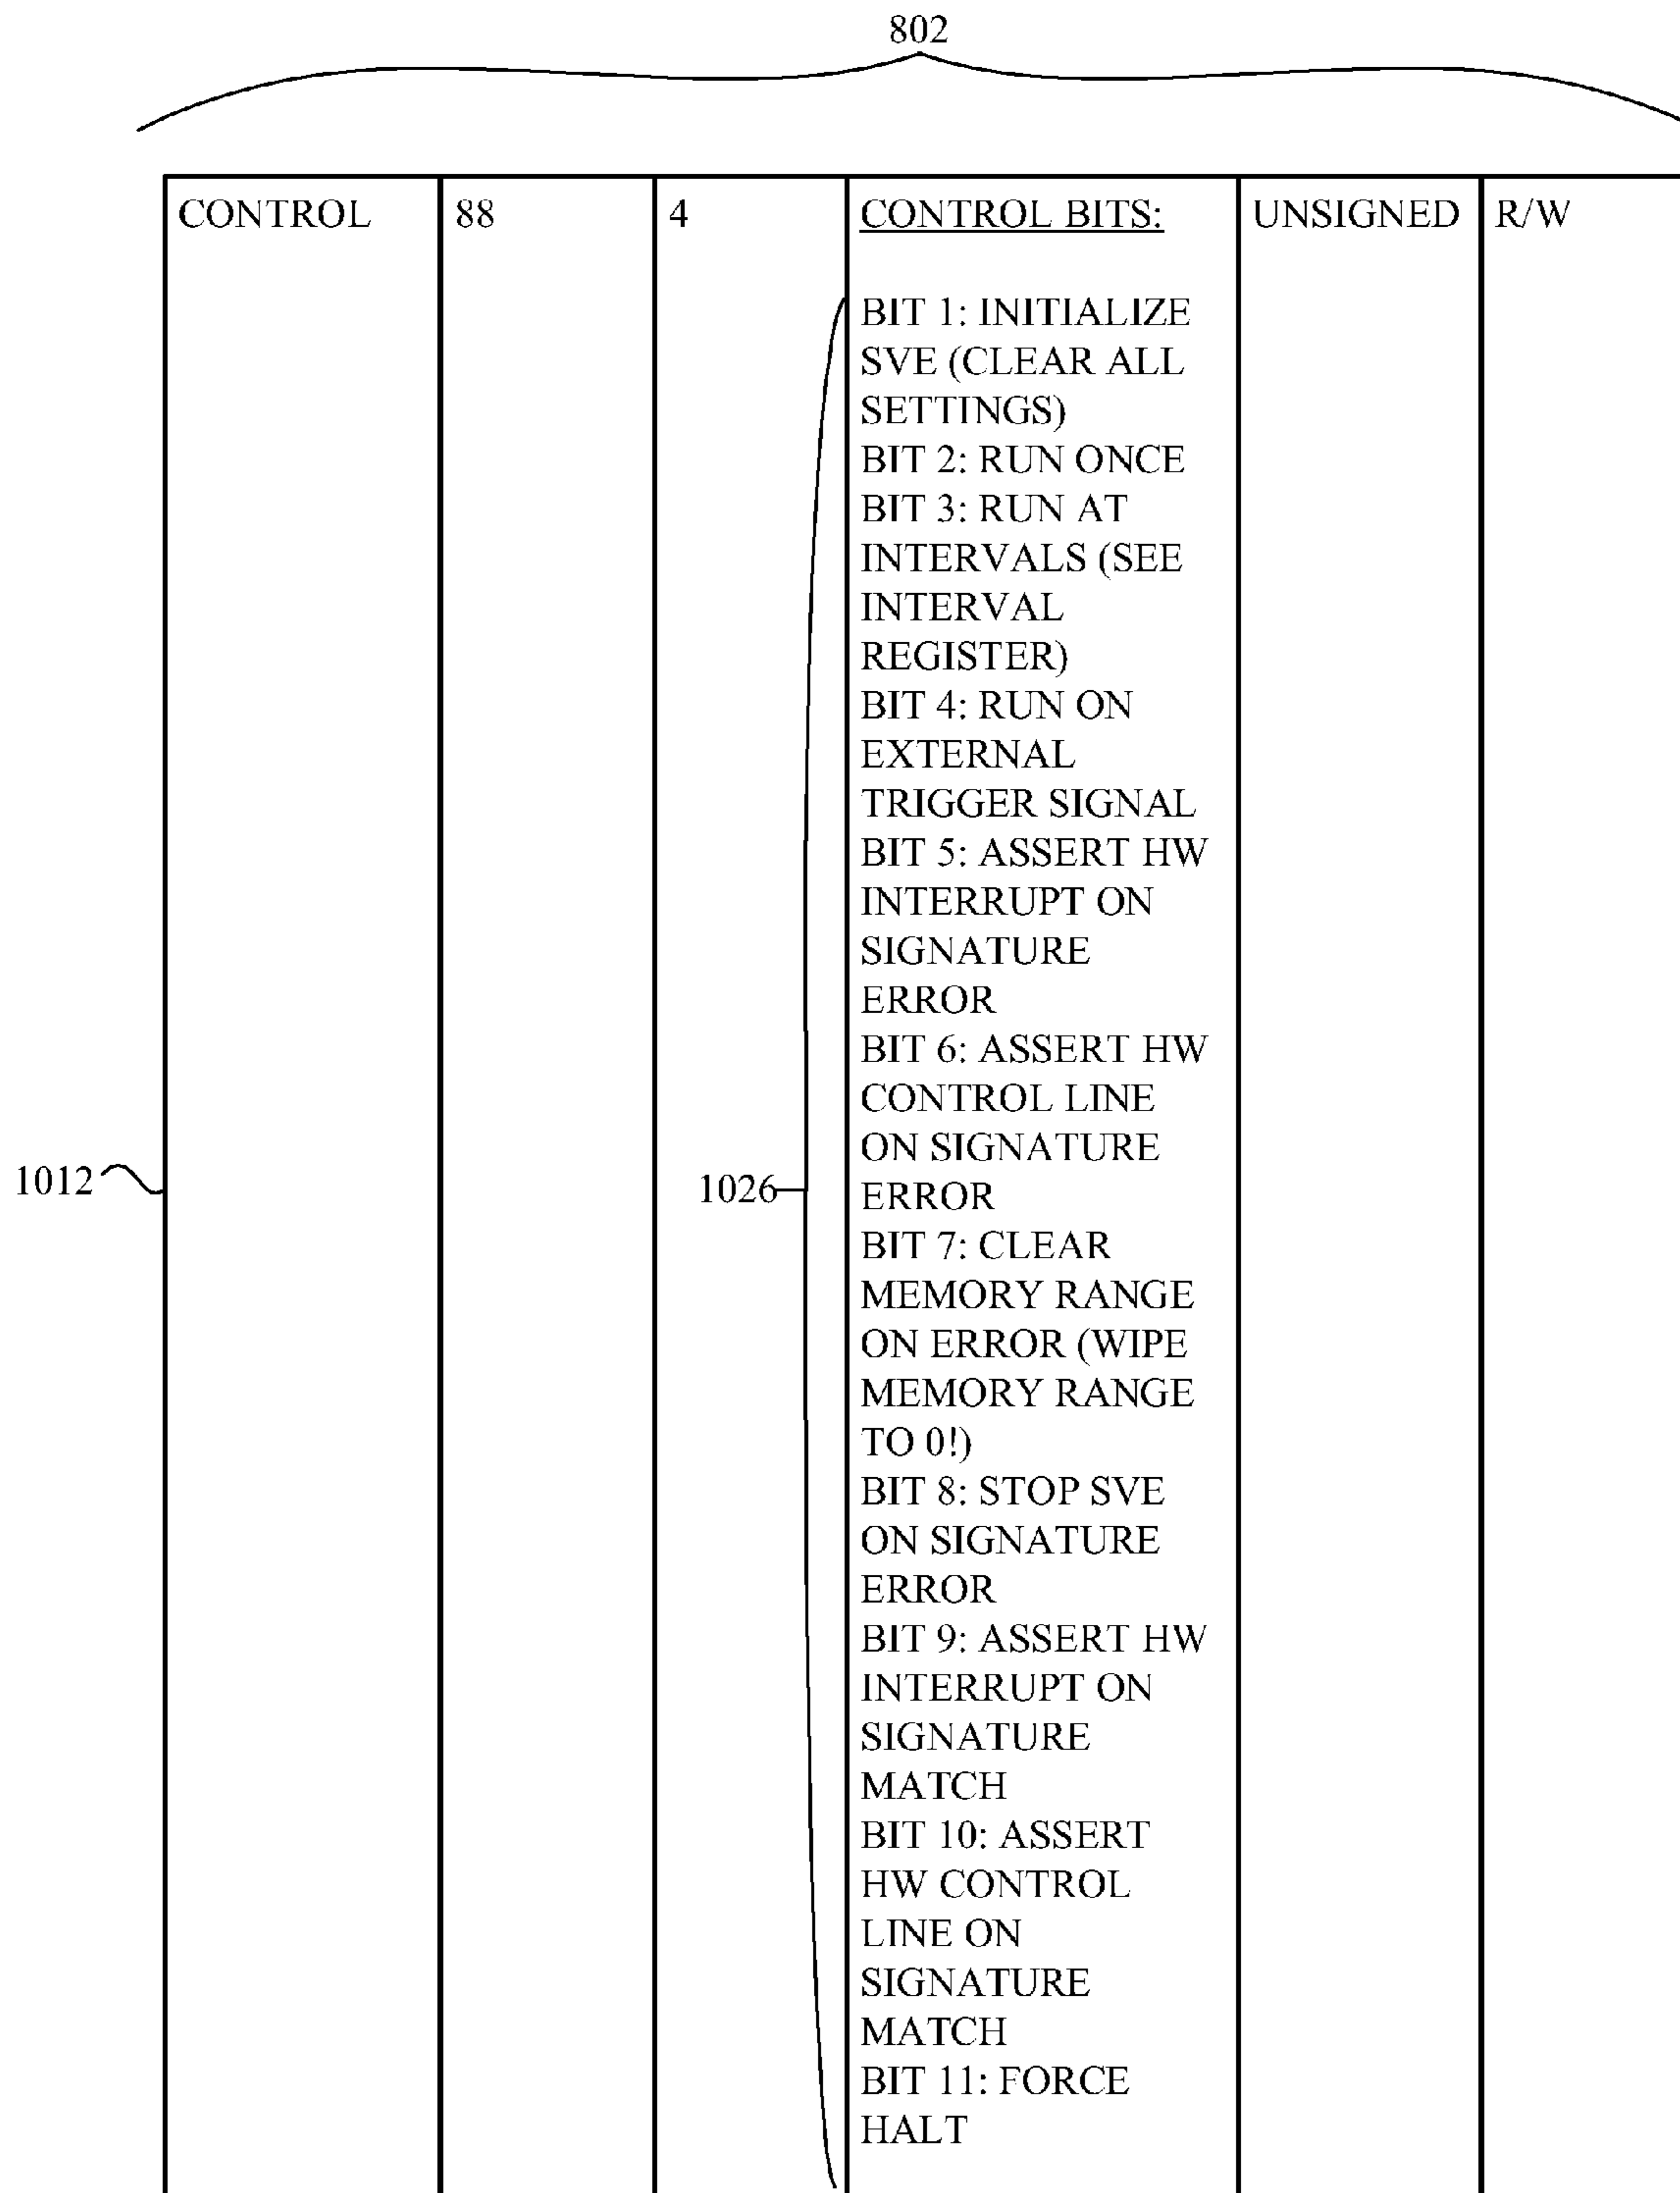 802
CONTROL 88 4 CONTROL BITS: UNSIGNED R/W
BIT 1: INITIALIZE
SVE (CLEAR ALL
SETTINGS)
BIT 2: RUN ONCE
BIT 3: RUN AT
INTERVALS (SEE
INTERVAL
REGISTER)
BIT 4: RUN ON
EXTERNAL
TRIGGER SIGNAL
BIT 5: ASSERT HW
INTERRUPT ON
SIGNATURE
ERROR
BIT 6: ASSERT HW
CONTROL LINE
ON SIGNATURE
1012 1026 ERROR
BIT 7: CLEAR
MEMORY RANGE
ON ERROR (WIPE
MEMORY RANGE
TO 0!)
BIT 8: STOP SVE
ON SIGNATURE
ERROR
BIT 9: ASSERT HW
INTERRUPT ON
SIGNATURE
MATCH
BIT 10: ASSERT
HW CONTROL
LINE ON
SIGNATURE
MATCH
BIT 11: FORCE
HALT